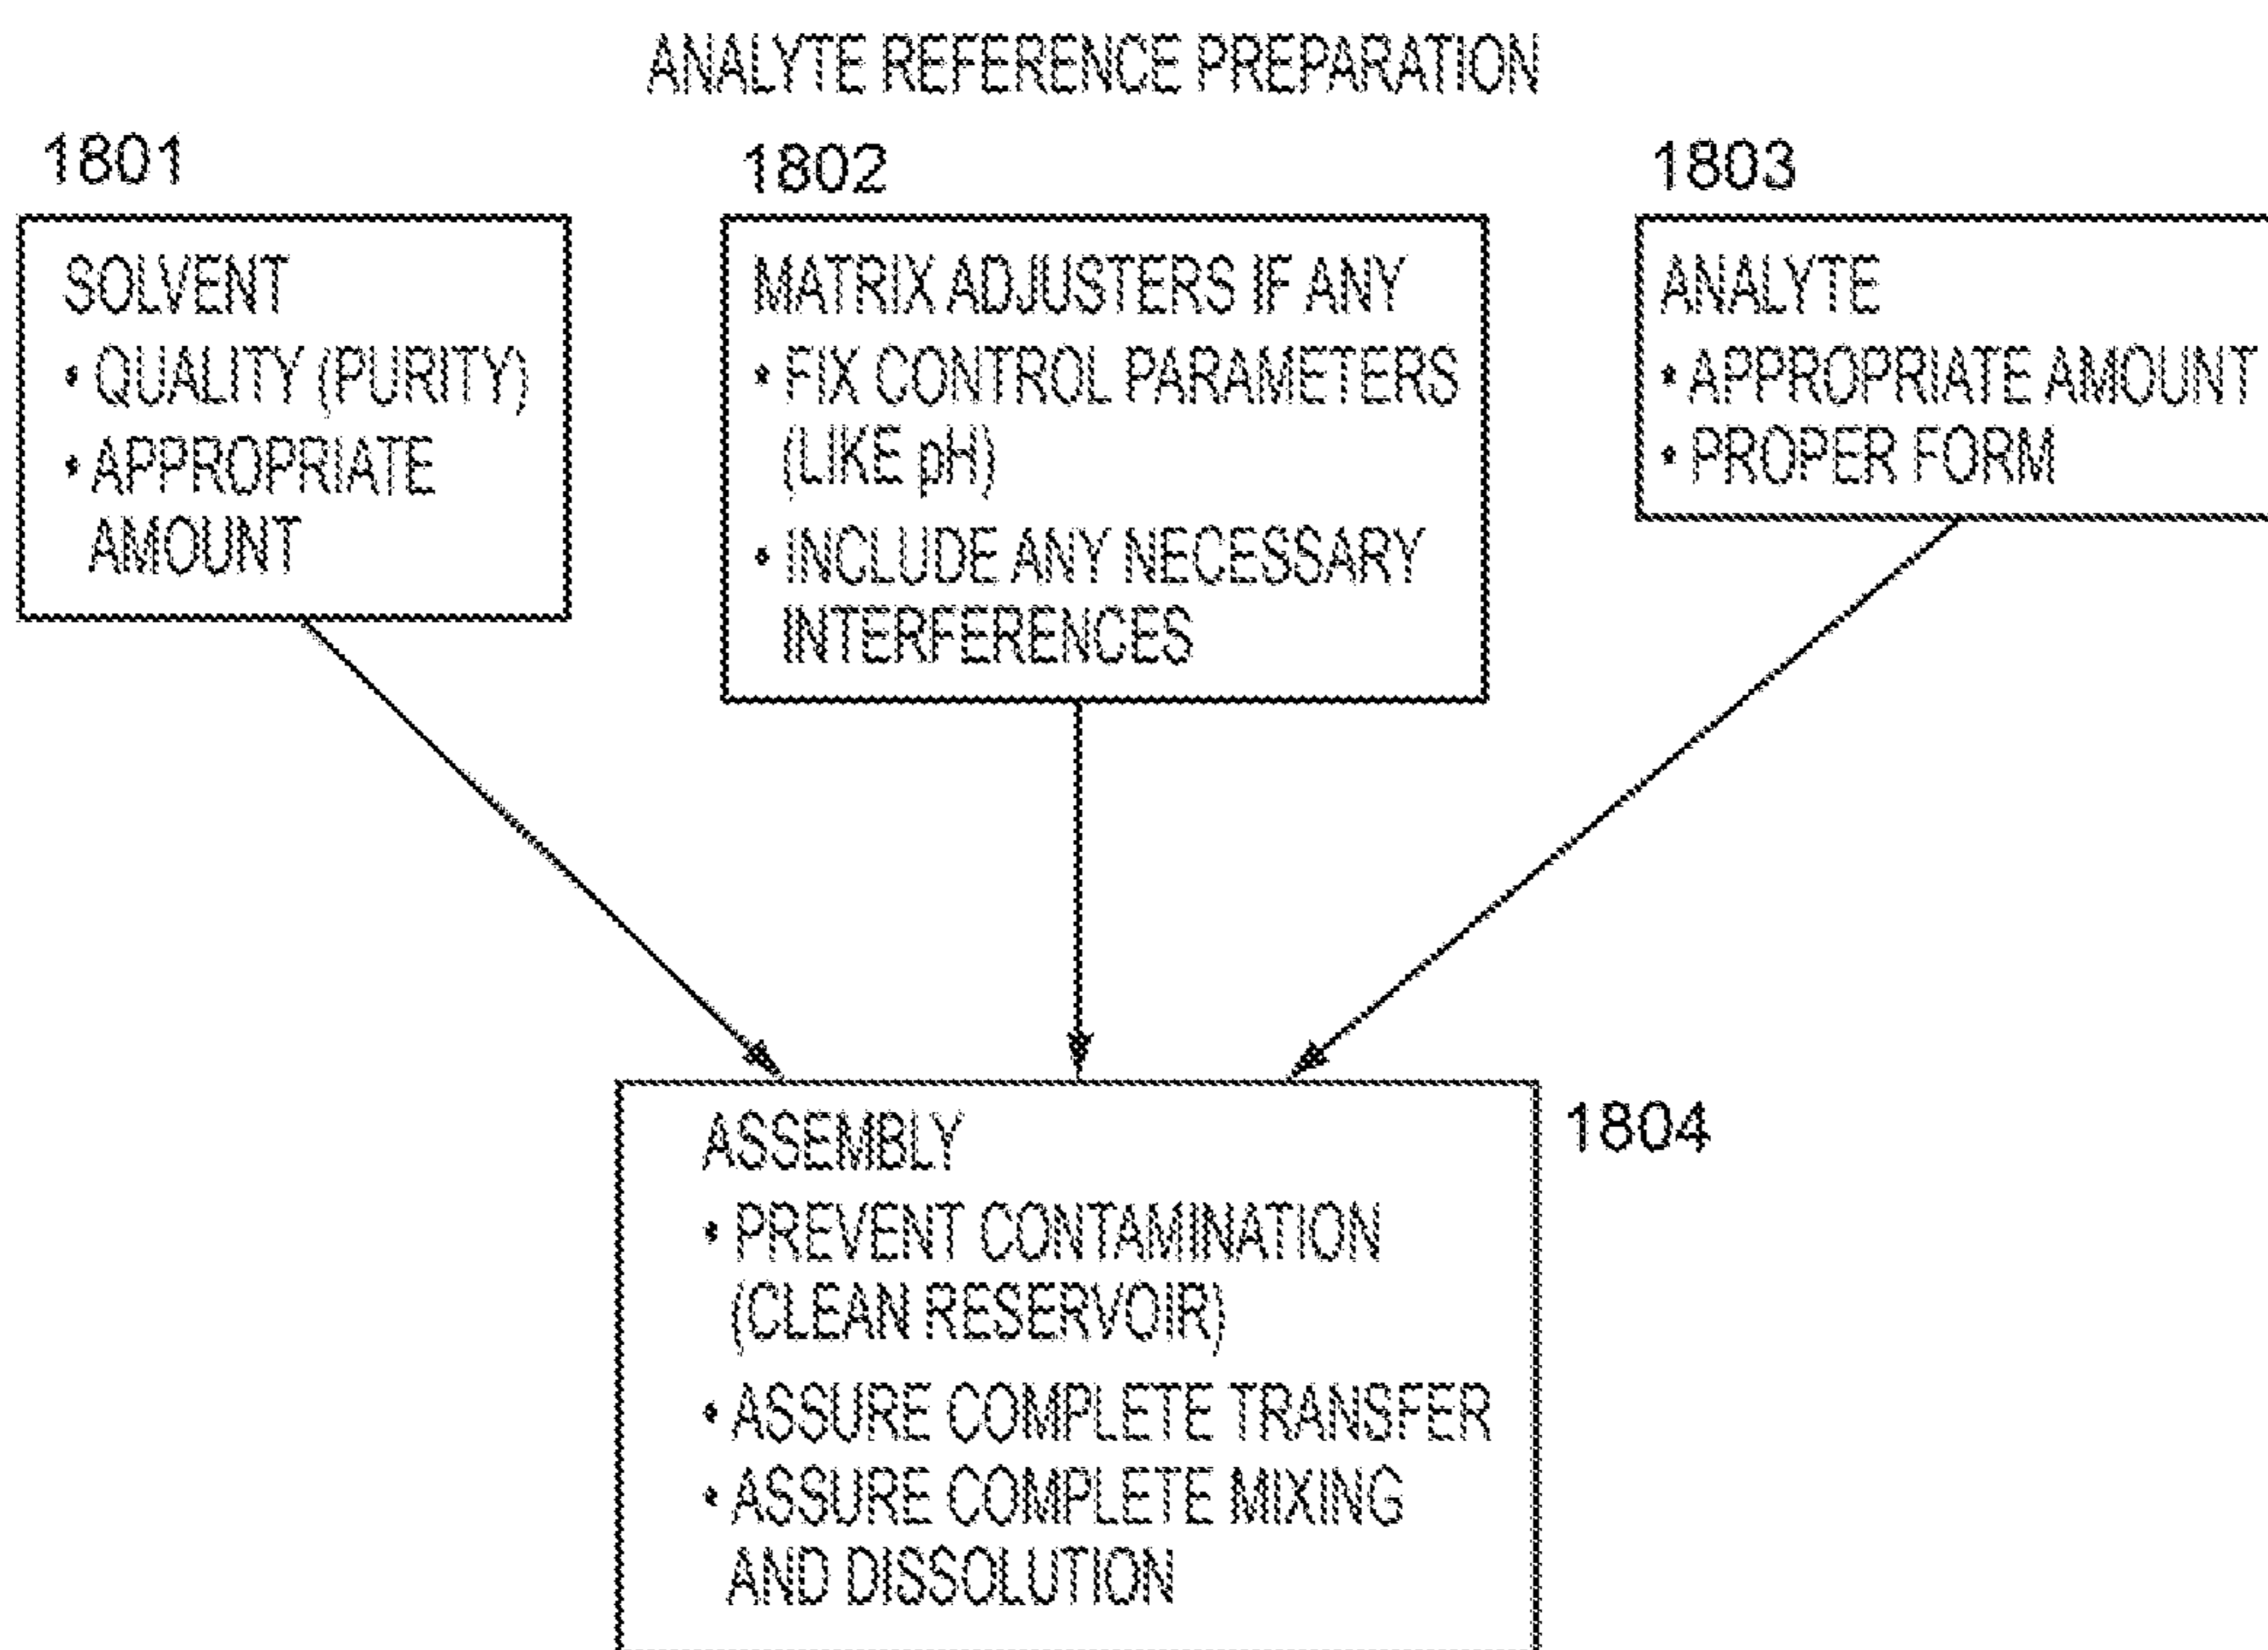 ANALYTE REFERENCE PREPARATION
1801
SOLVENT
• QUALITY (PURITY)
• APPROPRIATE
AMOUNT
1802
MATRIX ADJUSTERS IF ANY
• FIX CONTROL PARAMETERS
(LIKE pH)
• INCLUDE ANY NECESSARY
INTERFERENCES
1803
ANALYTE
• APPROPRIATE AMOUNT
• PROPER FORM
ASSEMBLY
• PREVENT CONTAMINATION
(CLEAN RESERVOIR)
• ASSURE COMPLETE TRANSFER
• ASSURE COMPLETE MIXING
AND DISSOLUTION
1804